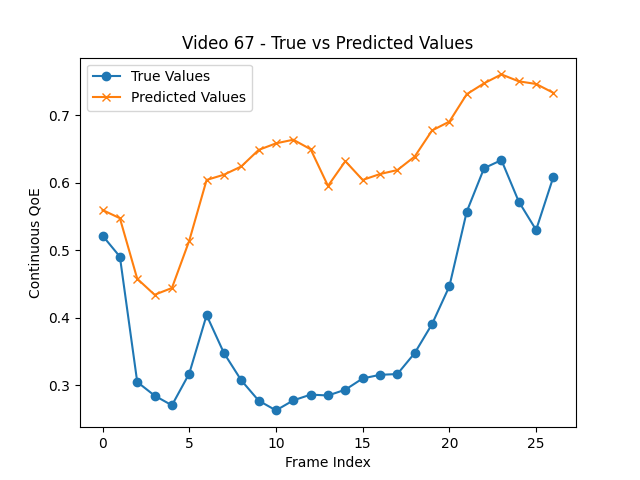 Video 67 - True vs Predicted Values
True Values
Predicted Values
Continuous QoE
0.7
0.6
0.5
0.4
0.3
0 5 10 15 20 25
Frame Index